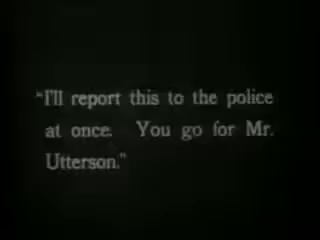 "I'll report this to the police
at once. You go for Mr.
Utterson."